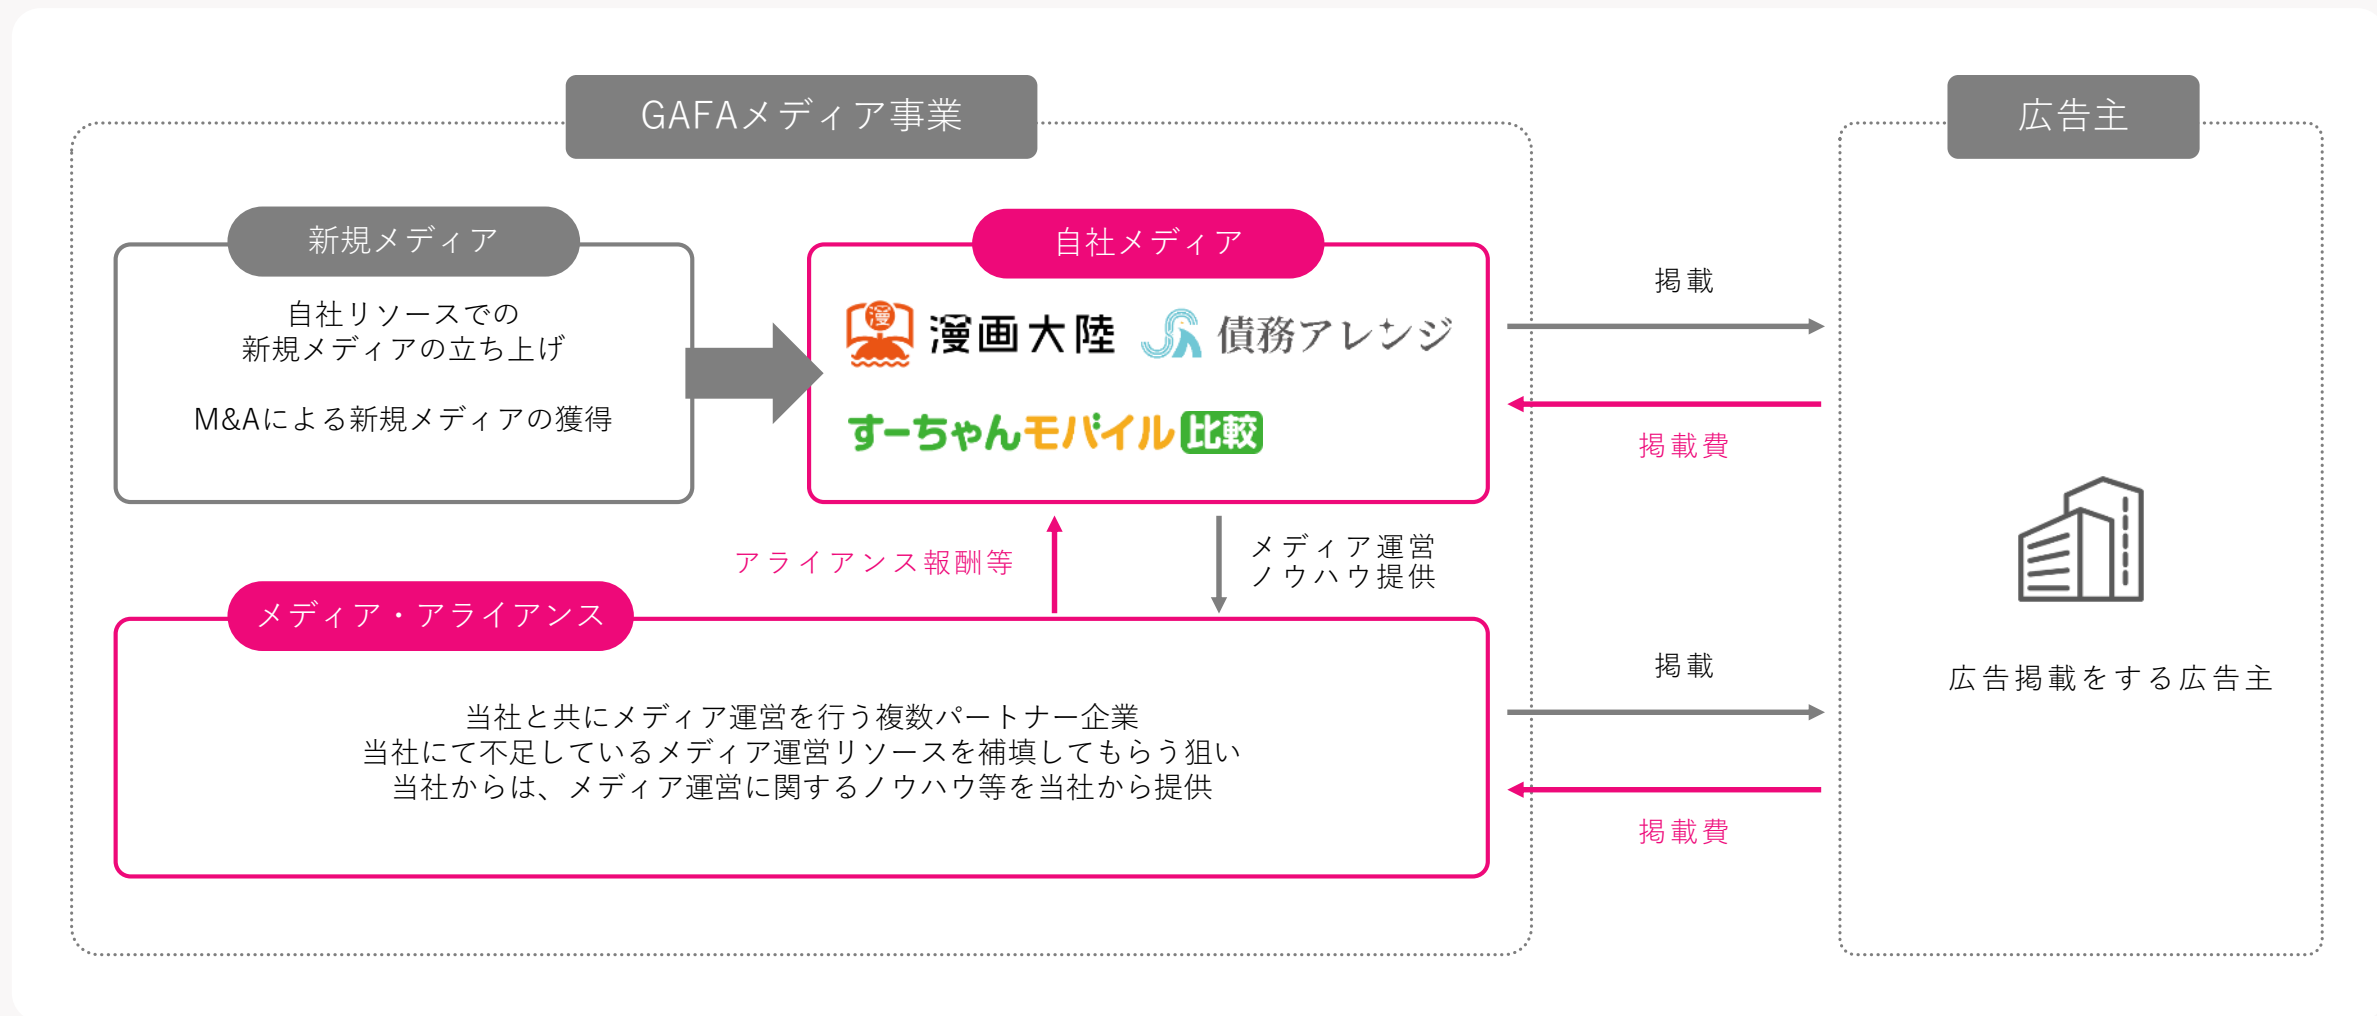 GAFAメディア事業
広告主
新規メディア
自社リソースでの
新規メディアの立ち上げ
M&Aによる新規メディアの獲得
自社メディア
漫
漫画大陸
債務アレンジ
すーちゃんモバイル比較
掲載
掲載費
アライアンス報酬等
メディア運営
ノウハウ提供
メディア・アライアンス
当社と共にメディア運営を行う複数パートナー企業
当社にて不足しているメディア運営リソースを補填してもらう狙い
当社からは、メディア運営に関するノウハウ等を当社から提供
掲載
掲載費
広告掲載をする広告主